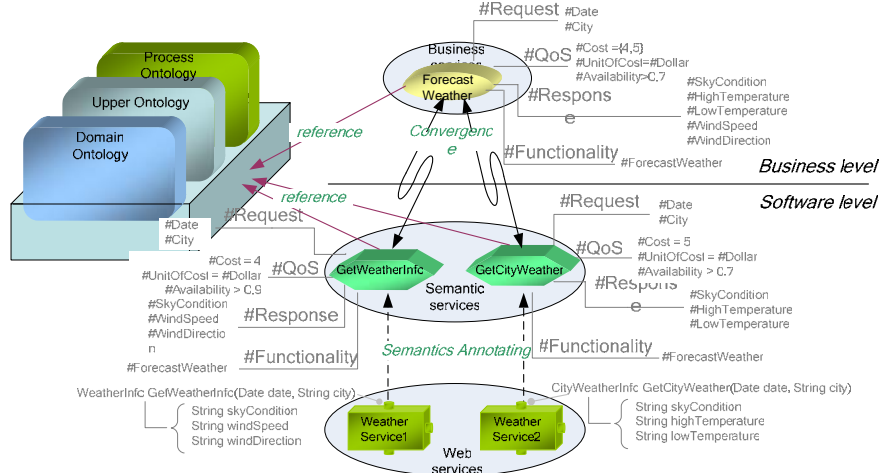 #Request
#Date
#City
Process
Ontology
Upper Ontology
Domain
Ontology
Business
services
Forecast
Weather
#QoS
#Cost ={4,5}
#UnitOfCost=#Dollar
#Availability>0.7
#Respons
e
#SkyCondition
#HighTemperature
#LowTemperature
#WindSpeed
#WindDirection
reference
Convergenc
e
#Functionality
#ForecastWeather
Business level
Software level
reference
#Request
#Date
#City
#Request
#Date
#City
#Cost = 4
#UnitOfCost = #Dollar
#Availability > 0.9
#QoS
GetWeatherInfo
GetCityWeather
#QoS
#Cost = 5
#UnitOfCost = #Dollar
#Availability > 0.7
Semantic
services
#SkyCondition
#WindSpeed
#WindDirectio
n
#Response
#Respons
e
#SkyCondition
#HighTemperature
#LowTemperature
#Functionality
#ForecastWeather
Semantics Annotating
#Functionality
#ForecastWeather
WeatherInfo GetWeatherInfo(Date date, String city)
String skyCondition
String windSpeed
String windDirection
CityWeatherInfo GetCityWeather(Date date, String city)
String skyCondition
String highTemperature
String lowTemperature
Weather
Service1
Weather
Service2
Web
services